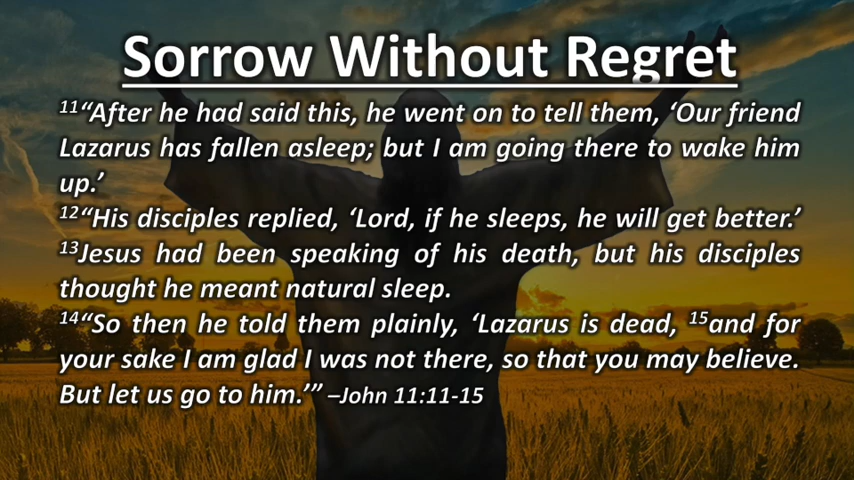 Sorrow Without Regret
11“After he had said this, he went on to tell them, ‘Our friend
Lazarus has fallen asleep; but I am going there to wake him
up.’
12“His disciples replied, ‘Lord, if he sleeps, he will get better.’
13Jesus had been speaking of his death, but his disciples
thought he meant natural sleep.
14“So then he told them plainly, ‘Lazarus is dead, 15and for
your sake I am glad I was not there, so that you may believe.
But let us go to him.’” –John 11:11-15